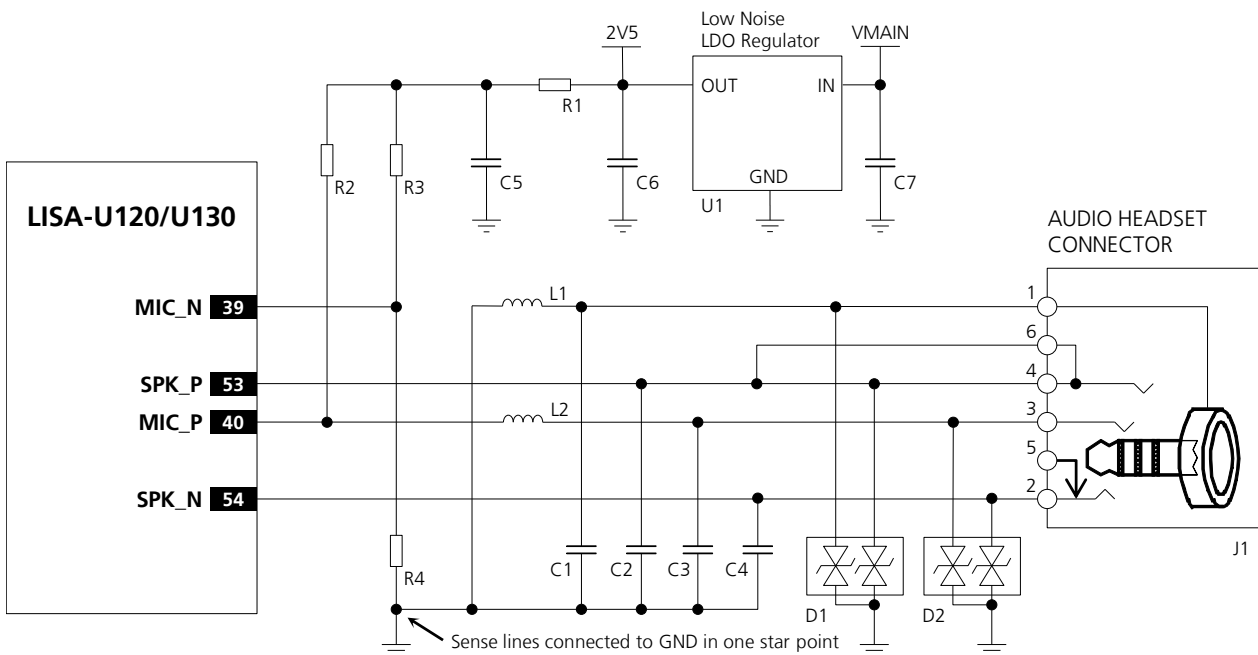 Low Noise
LDO Regulator
2V5
VMAIN
OUT
IN
R1
R2
R3
C5
C6
GND
U1
C7
LISA-U120/U130
AUDIO HEADSET
CONNECTOR
MIC_N 39
L1
1
6
SPK_P 53
4
MIC_P 40
L2
3
5
SPK_N 54
2
J1
R4
C1
C2
C3
C4
D1
D2
Sense lines connected to GND in one star point